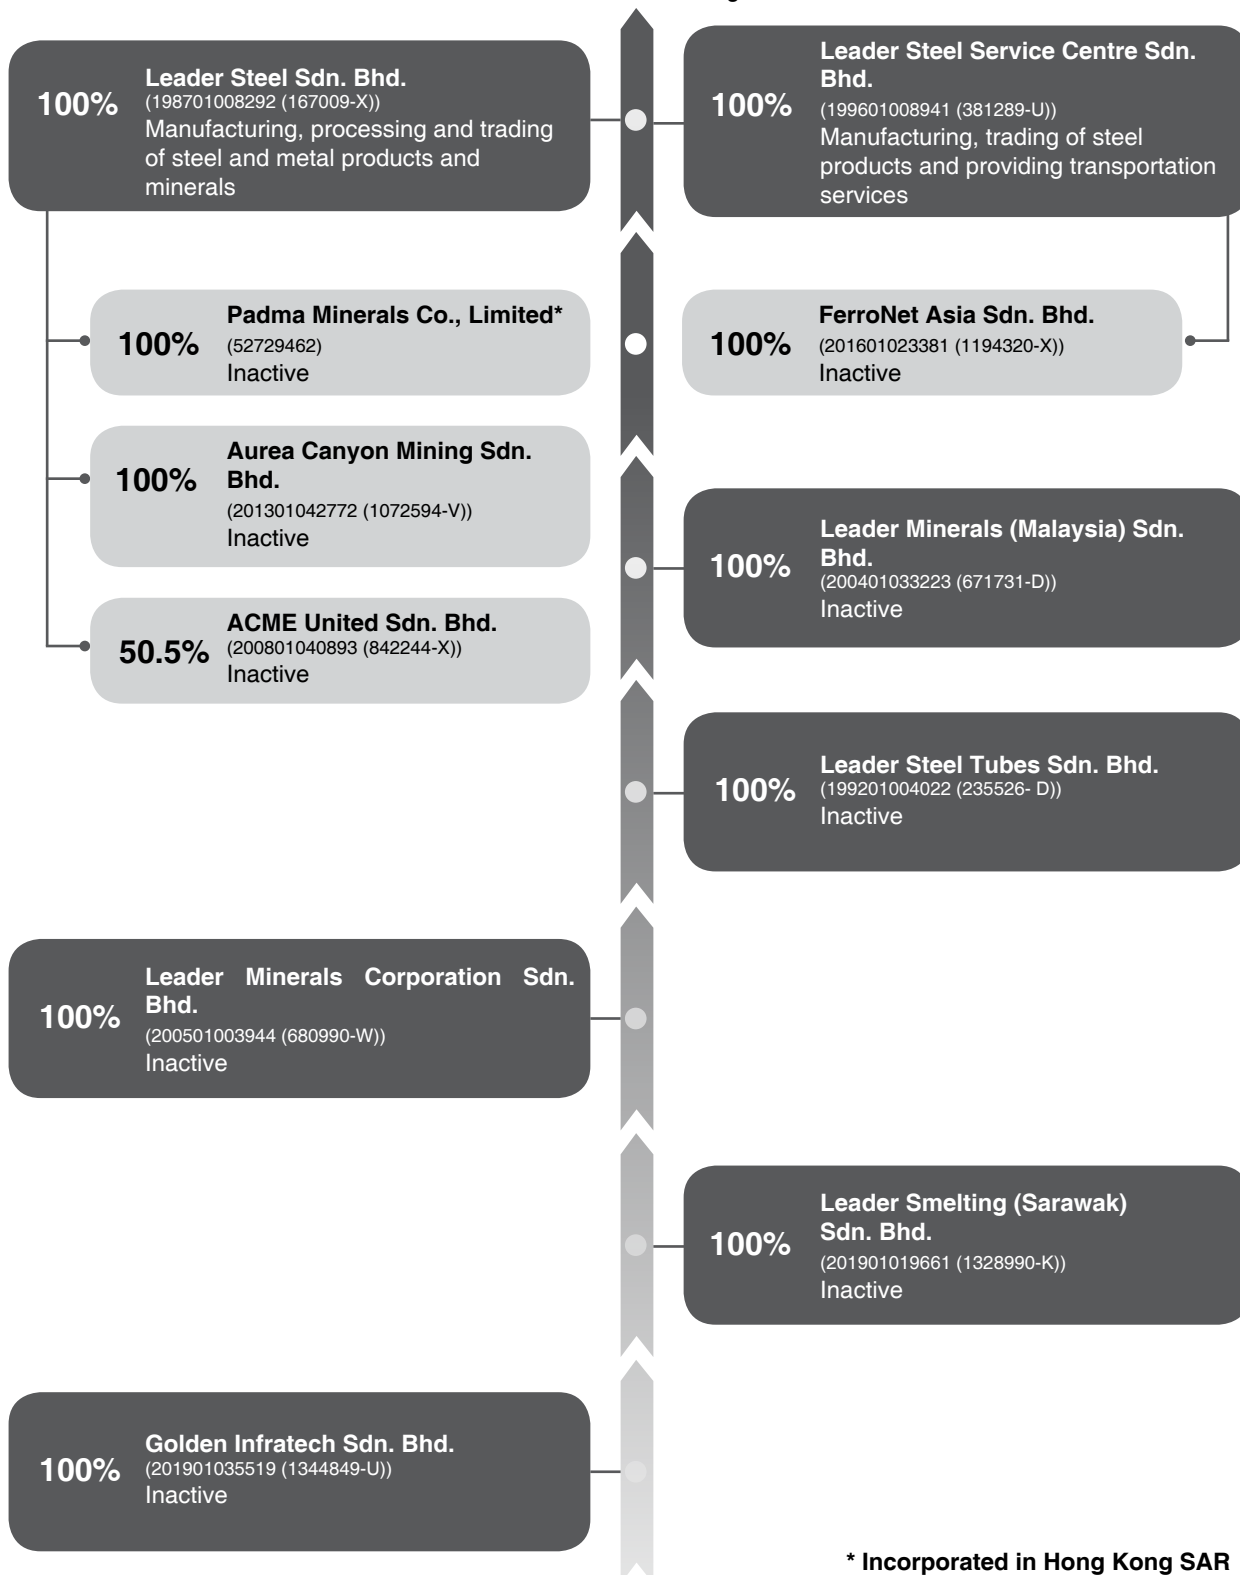 100%
Leader Steel Sdn. Bhd.
(198701008292 (167009-X))
Manufacturing, processing and trading
of steel and metal products and
minerals
100%
Leader Steel Service Centre Sdn.
Bhd.
(199601008941 (381289-U))
Manufacturing, trading of steel
products and providing transportation
services
100%
Padma Minerals Co., Limited*
(52729462)
Inactive
100%
FerroNet Asia Sdn. Bhd.
(201601023381 (1194320-X))
Inactive
100%
Aurea Canyon Mining Sdn.
Bhd.
(201301042772 (1072594-V))
Inactive
100%
Leader Minerals (Malaysia) Sdn.
Bhd.
(200401033223 (671731-D))
Inactive
50.5%
ACME United Sdn. Bhd.
(200801040893 (842244-X))
Inactive
100%
Leader Steel Tubes Sdn. Bhd.
(199201004022 (235526- D))
Inactive
100%
Leader Minerals Corporation Sdn.
Bhd.
(200501003944 (680990-W))
Inactive
100%
Leader Smelting (Sarawak)
Sdn. Bhd.
(201901019661 (1328990-K))
Inactive
100%
Golden Infratech Sdn. Bhd.
(201901035519 (1344849-U))
Inactive
* Incorporated in Hong Kong SAR